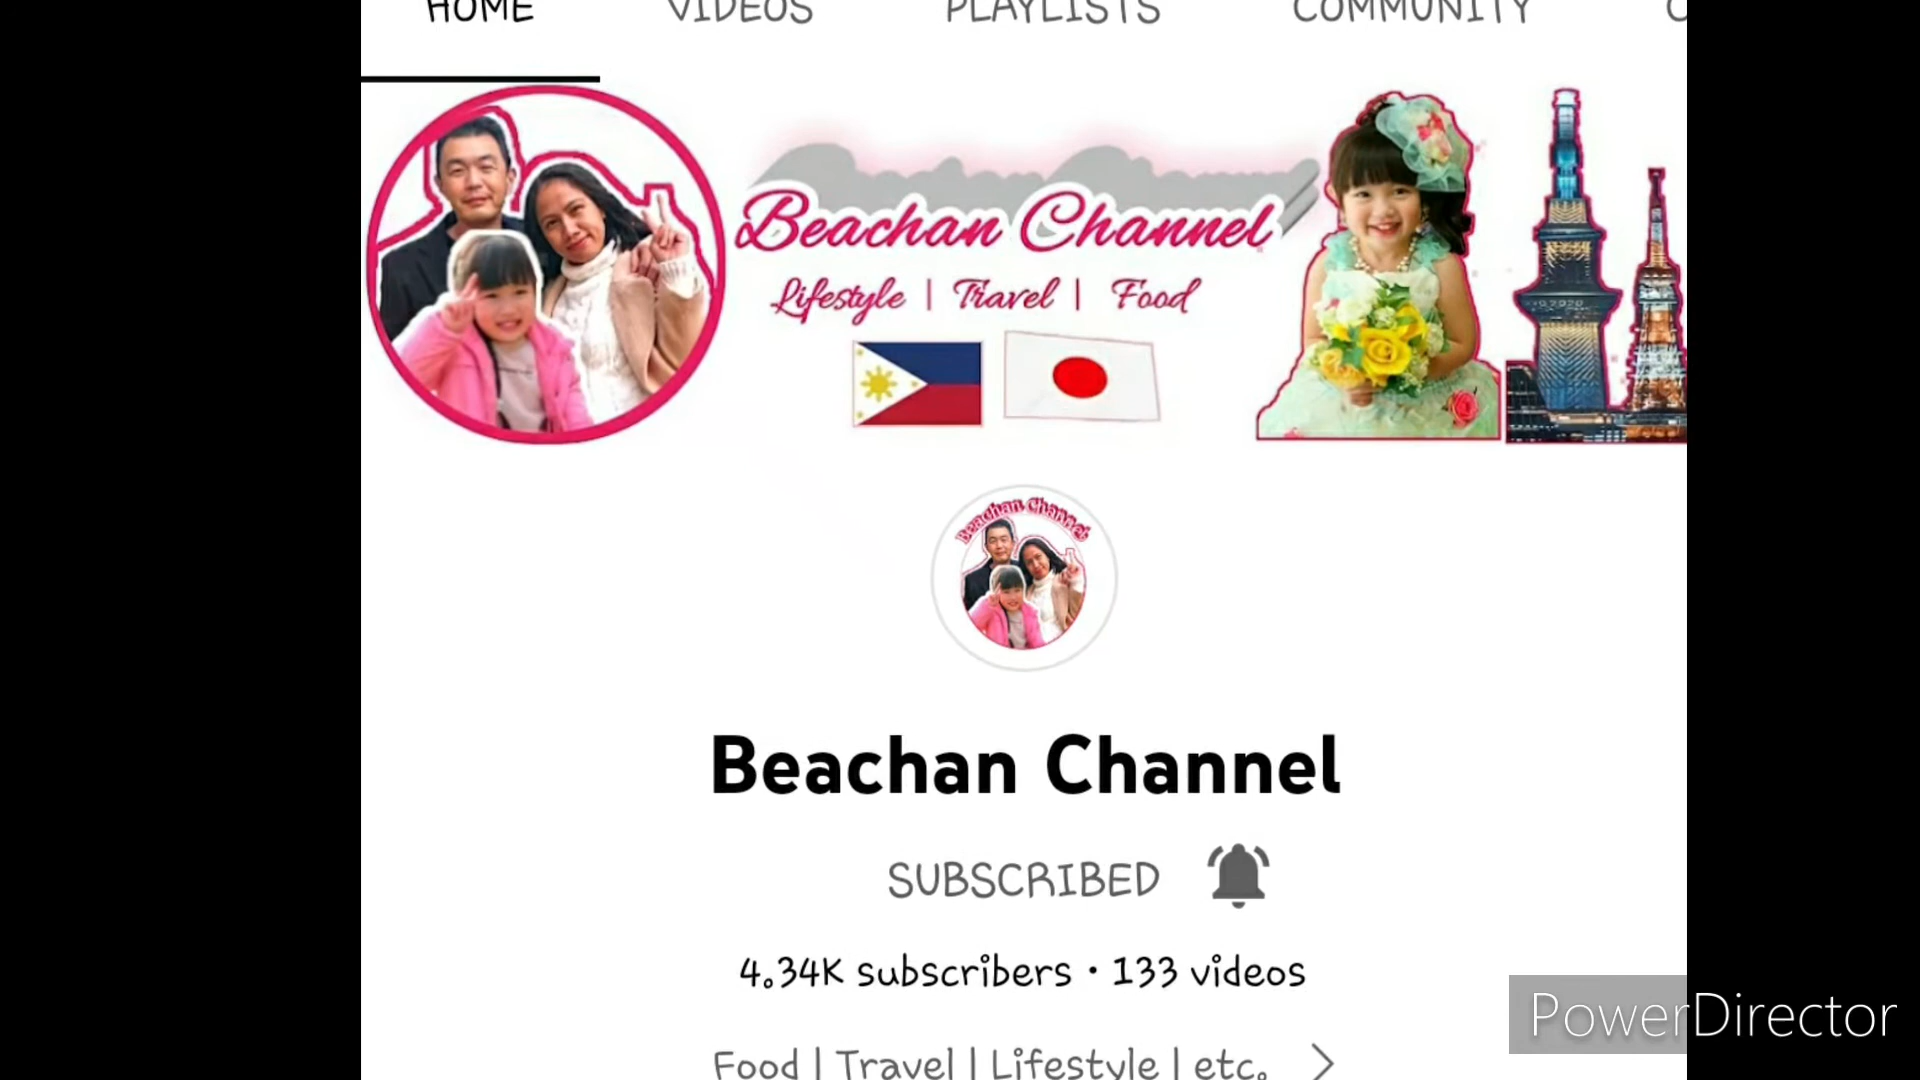 HOME VIDEOS PLAYLISTS COMMUNITY
Beachan Channel
Lifestyle | Travel | Food
Beachan Channel
Beachan Channel
SUBSCRIBED
4.34K subscribers • 133 videos
Food | Travel | Lifestyle | etc.
PowerDirector